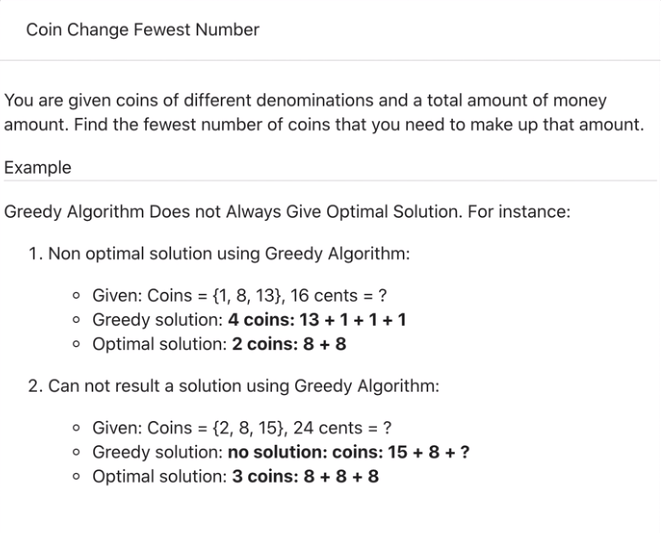 Coin Change Fewest Number
You are given coins of different denominations and a total amount of money
amount. Find the fewest number of coins that you need to make up that amount.
Example
Greedy Algorithm Does not Always Give Optimal Solution. For instance:
1. Non optimal solution using Greedy Algorithm:
Given: Coins = {1, 8, 13}, 16 cents = ?
Greedy solution: 4 coins: 13 + 1 + 1 + 1
Optimal solution: 2 coins: 8 + 8
2. Can not result a solution using Greedy Algorithm:
Given: Coins = {2, 8, 15}, 24 cents = ?
Greedy solution: no solution: coins: 15 + 8 + ?
Optimal solution: 3 coins: 8 + 8 + 8